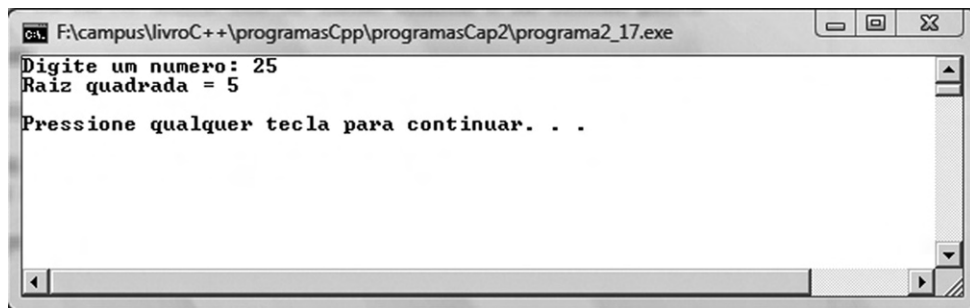 F:\campus\livroC++\programasCpp\programasCap2\programa2_17.exe
Digite um numero: 25
Raiz quadrada = 5
Pressione qualquer tecla para continuar. . .